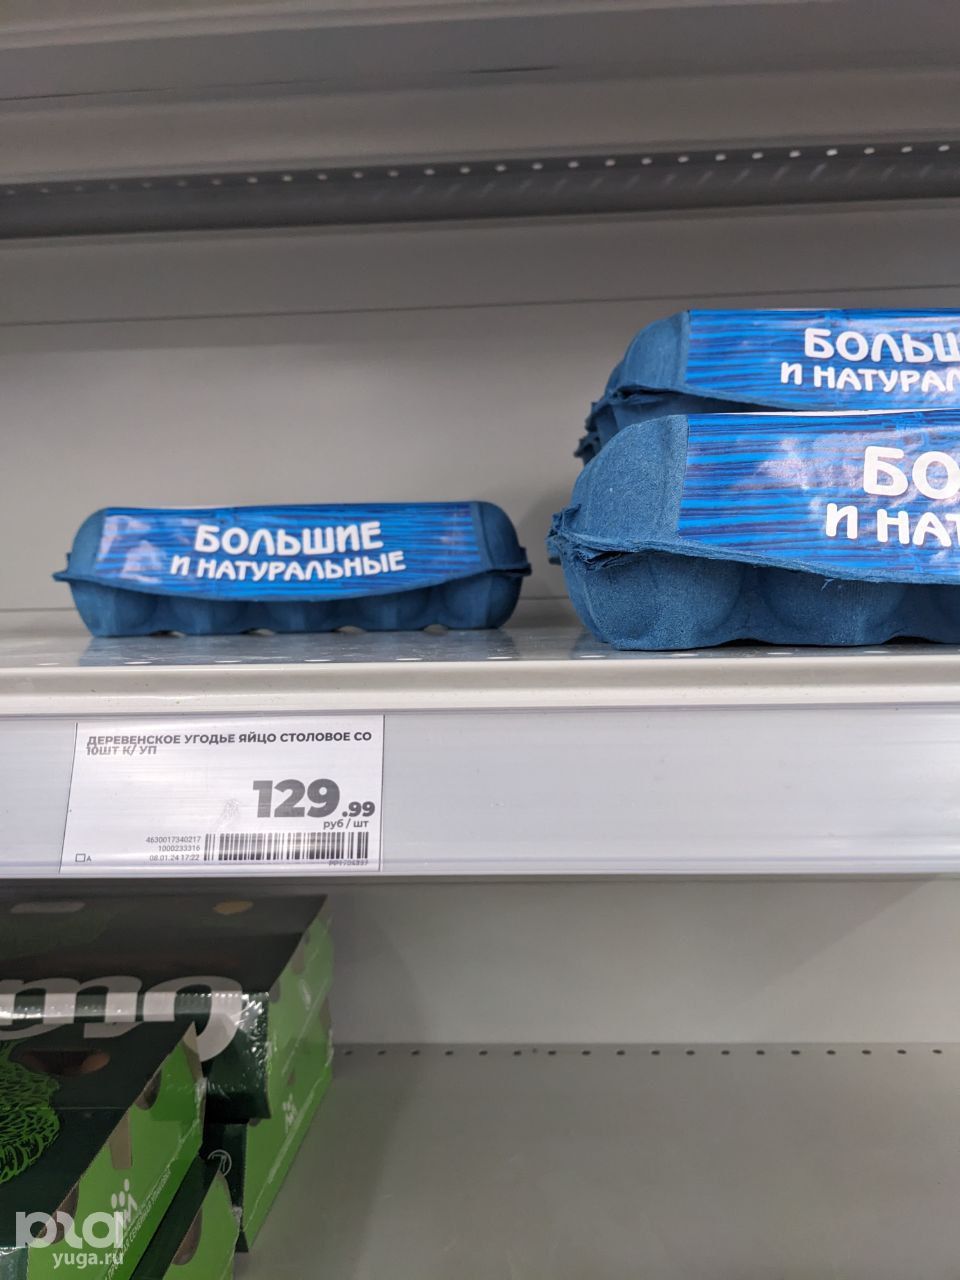 БОЛЬШ
И НАТУРАЛ
БО
И НАТ
БОЛЬШИЕ
И НАТУРАЛЬНЫЕ
ДЕРЕВЕНСКОЕ УГОДЬЕ ЯЙЦО СТОЛОВОЕ СО
10ШТ К/УП
129.99
руб / шт
4630017340217
1000233316
08.01.24 17:22
А
то
yuga.ru